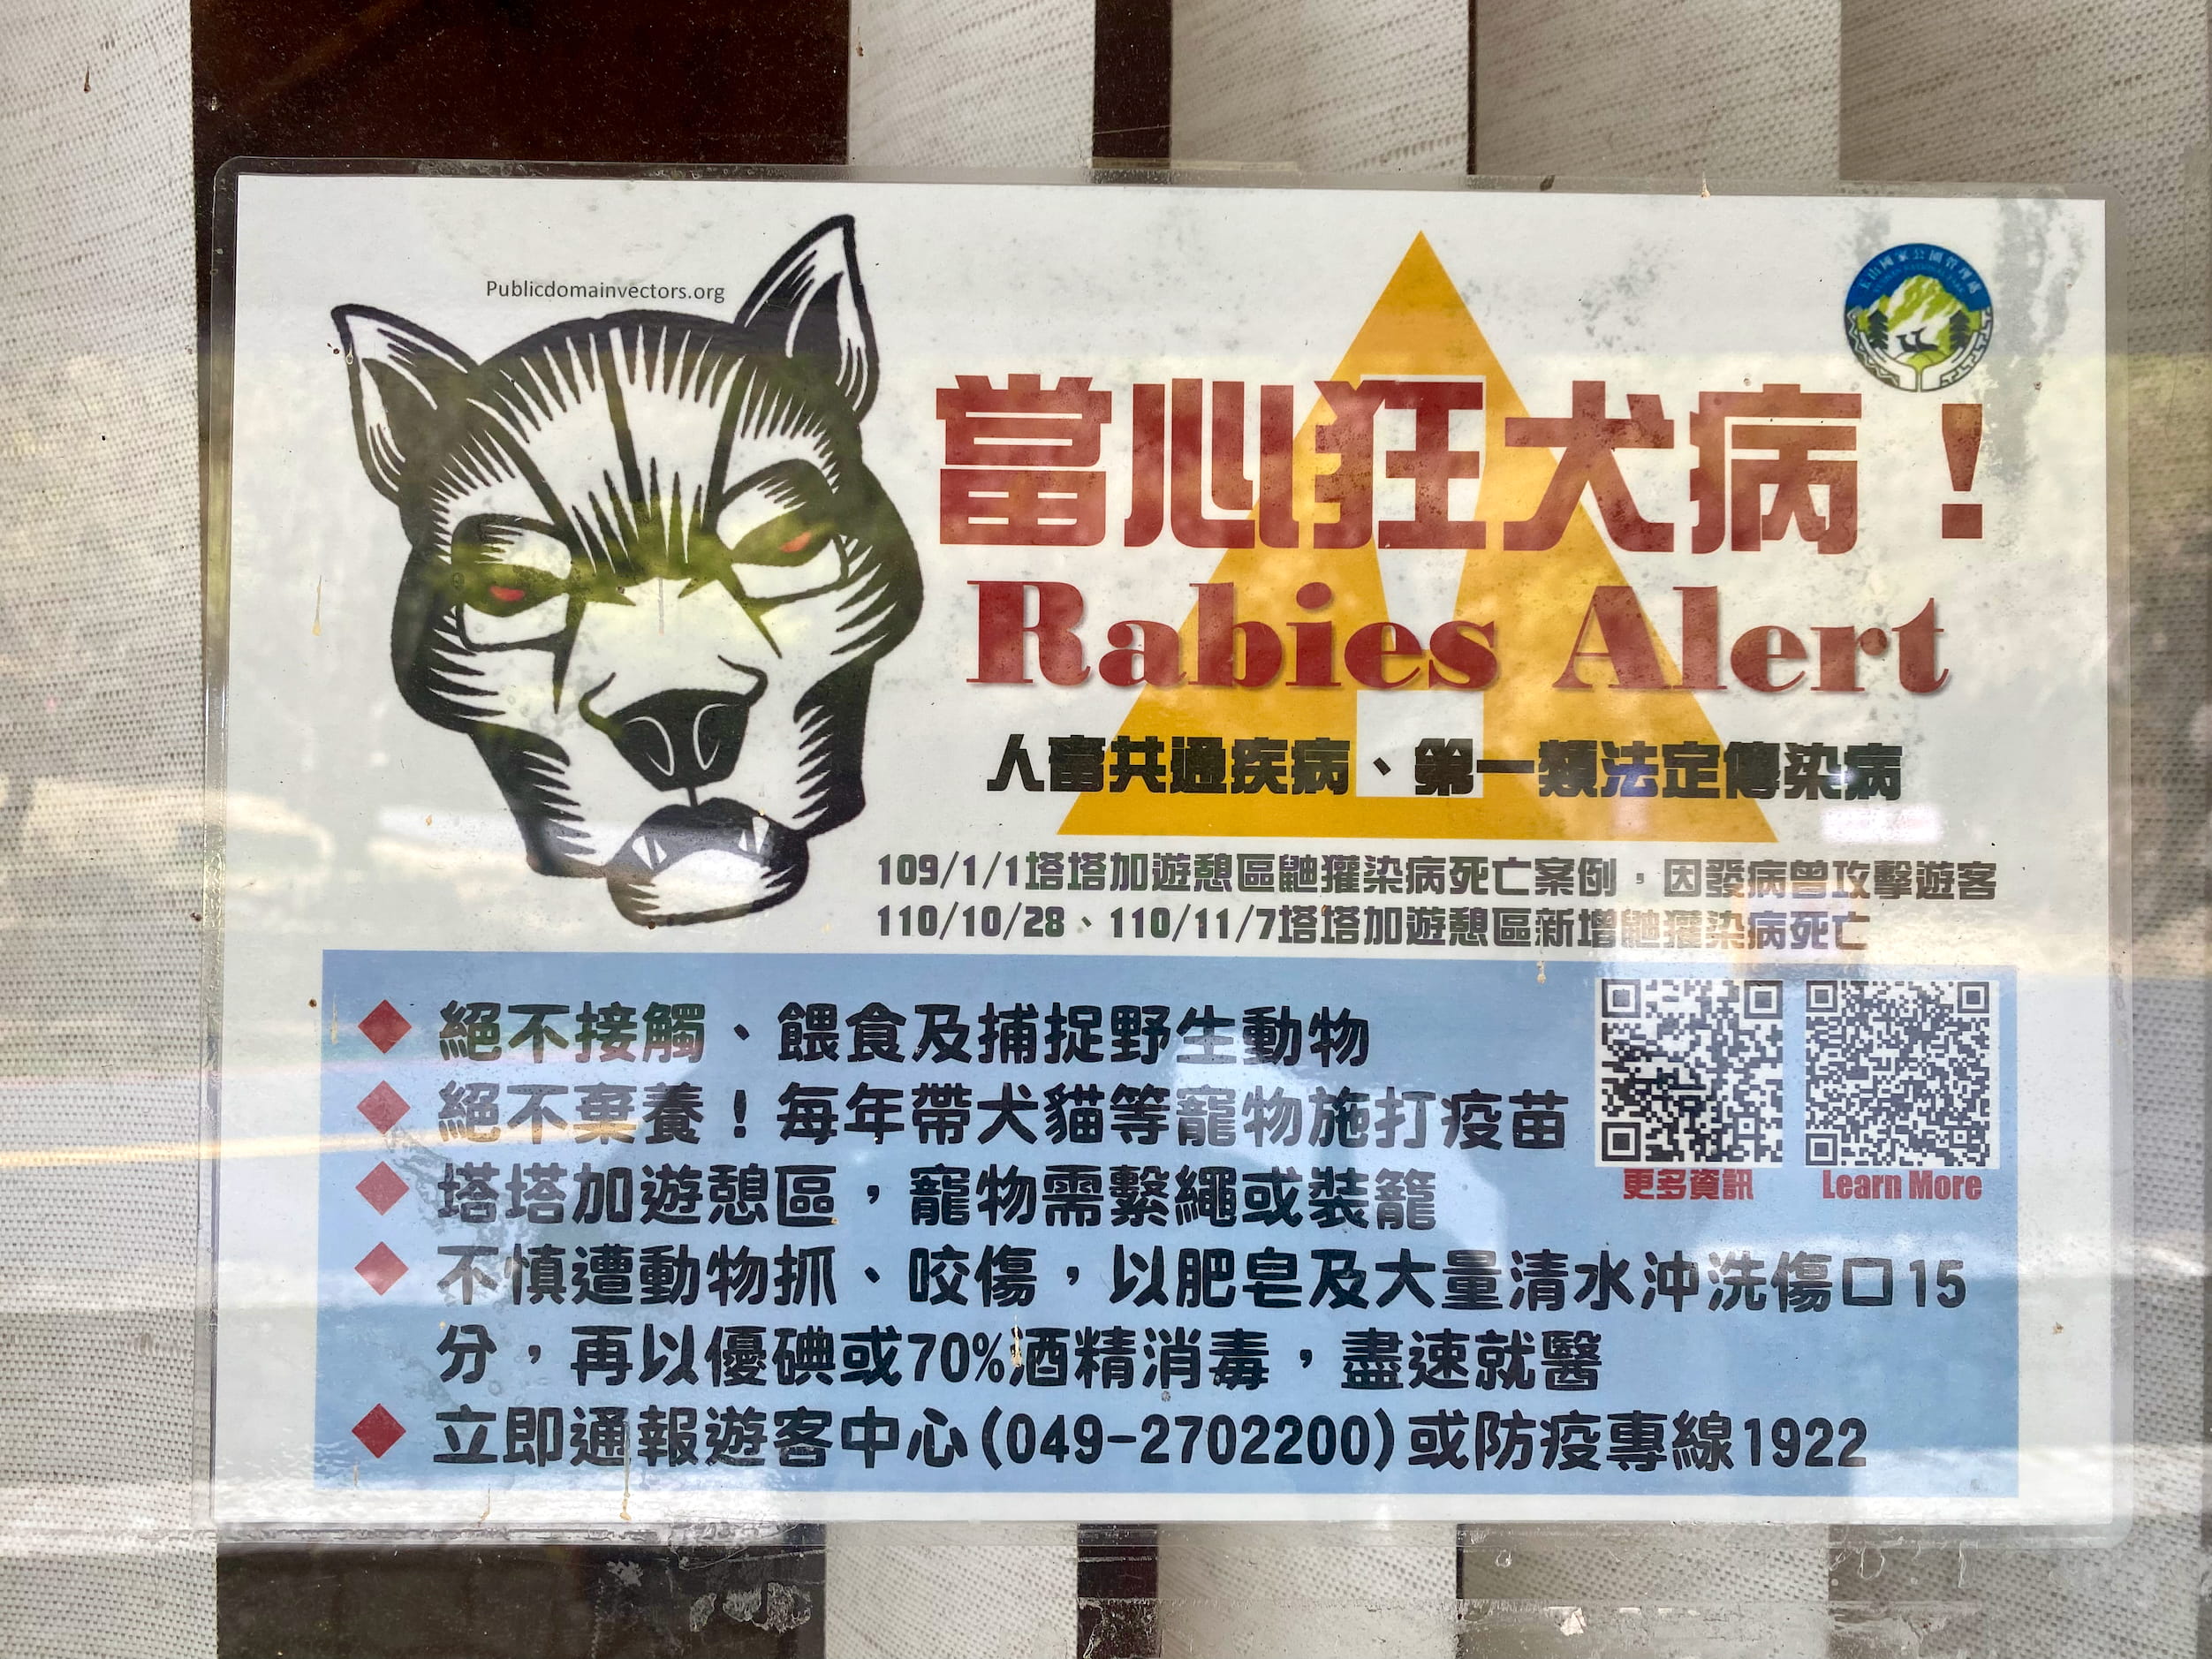 Publicdomainvectors.org
玉山國家公園管理處
當心狂犬病！
Rabies Alert
人畜共通疾病、第一類法定傳染病
109/1/1塔塔加遊憩區鼬獾染病死亡案例，因發病曾攻擊遊客
110/10/28、110/11/7塔塔加遊憩區新增鼬獾染病死亡
◆ 絕不接觸、餵食及捕捉野生動物
◆ 絕不棄養！每年帶犬貓等寵物施打疫苗
◆ 塔塔加遊憩區，寵物需繫繩或裝籠
◆ 不慎遭動物抓、咬傷，以肥皂及大量清水沖洗傷口15
分，再以優碘或70%酒精消毒，盡速就醫
◆ 立即通報遊客中心(049-2702200)或防疫專線1922
更多資訊
Learn More